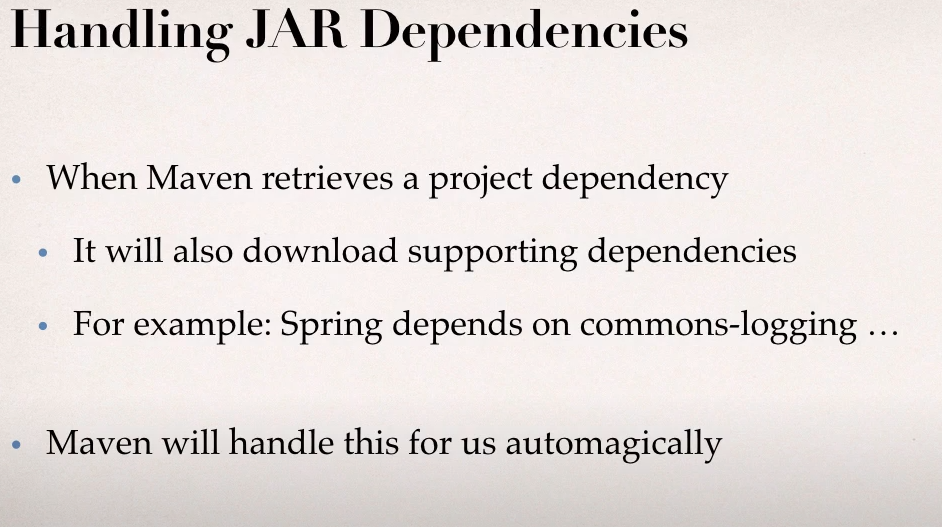 Handling JAR Dependencies
• When Maven retrieves a project dependency
• It will also download supporting dependencies
• For example: Spring depends on commons-logging …
• Maven will handle this for us automagically